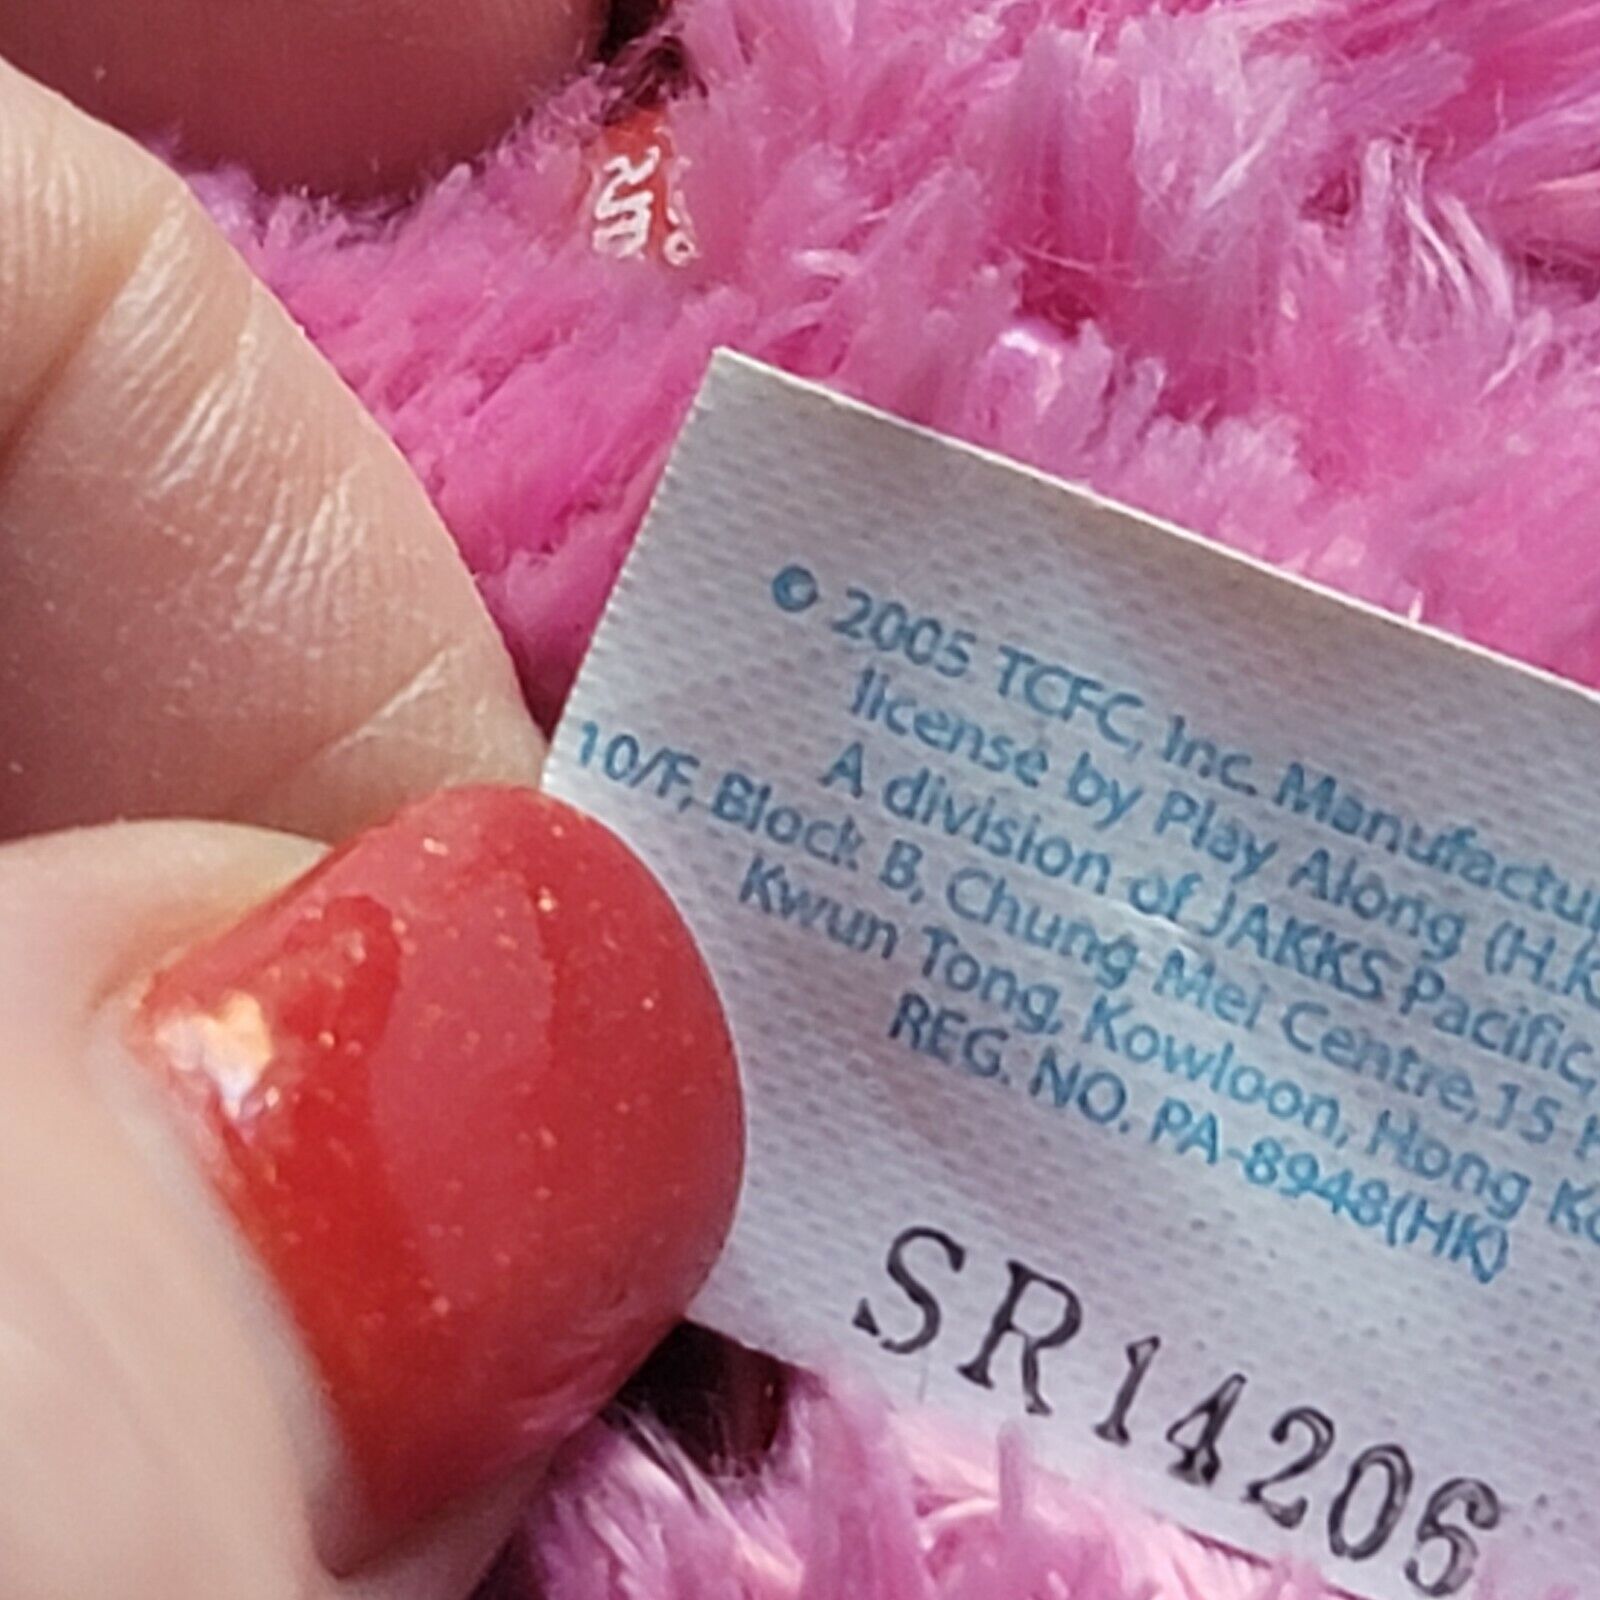 © 2005 TCFC, Inc. Manufactu
license by Play Along (H.K
A division of JAKKS Pacific,
10/F, Block B, Chung Mei Centre, 15 H
Kwun Tong, Kowloon, Hong Ko
REG. NO. PA-8948(HK)
SR14206